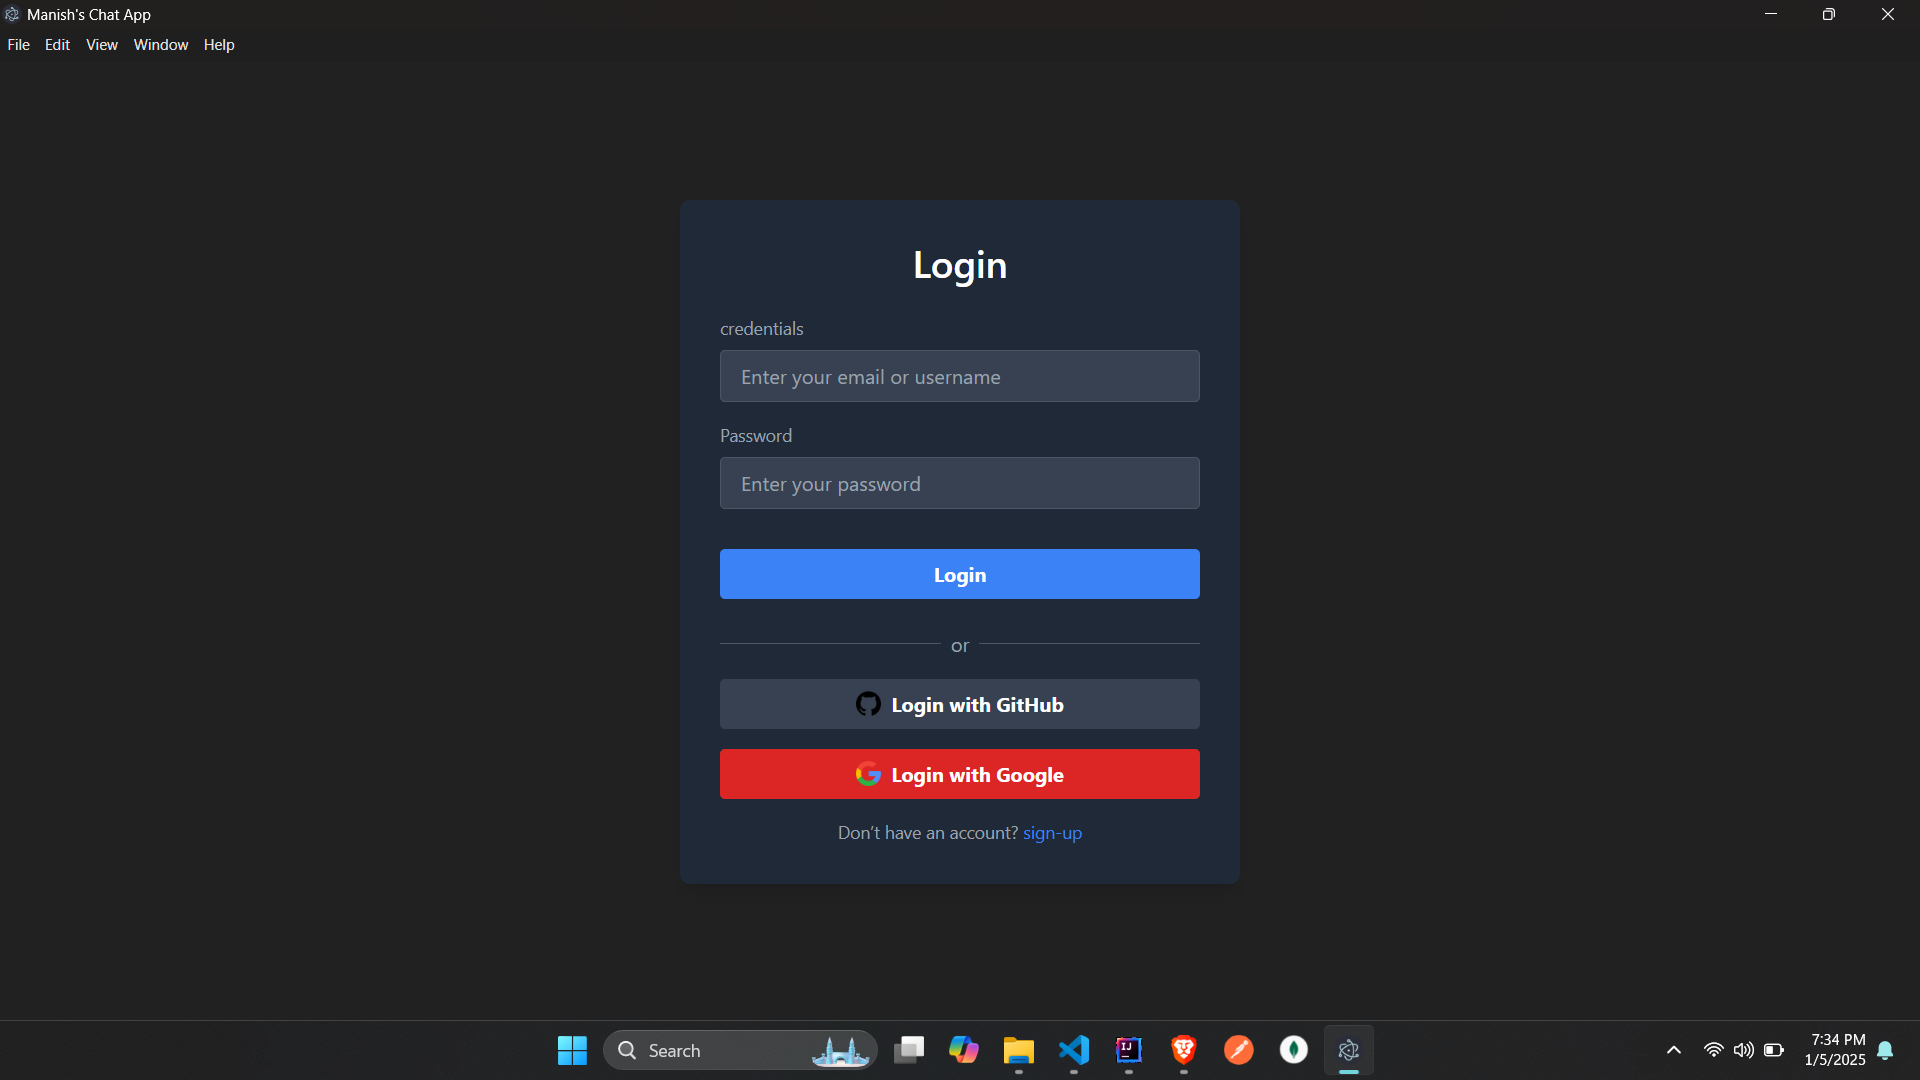 Manish's Chat App
File Edit View Window Help
Login
credentials
Enter your email or username
Password
Enter your password
Login
or
Login with GitHub
Login with Google
Don't have an account? sign-up
Search
IJ
7:34 PM
1/5/2025